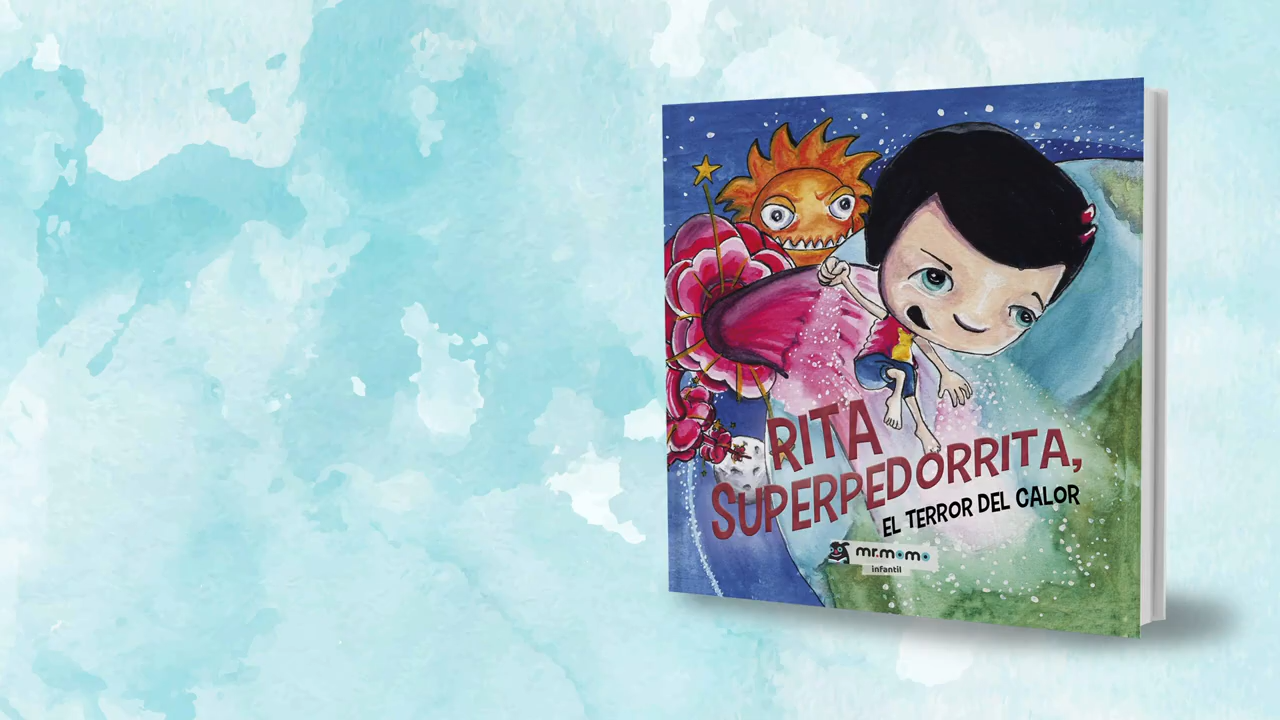 RITA
SUPERPEDORRITA,
EL TERROR DEL CALOR
mr.momo
infantil